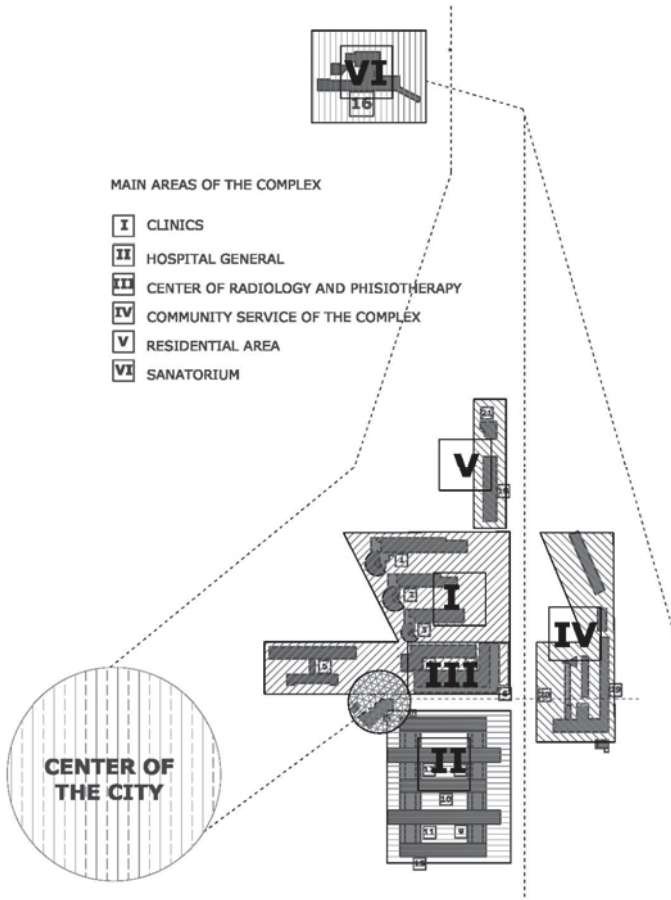 VI
16
MAIN AREAS OF THE COMPLEX
I CLINICS
II HOSPITAL GENERAL
III CENTER OF RADIOLOGY AND PHISIOTHERAPY
IV COMMUNITY SERVICE OF THE COMPLEX
V RESIDENTIAL AREA
VI SANATORIUM
V
I
IV
III
CENTER OF
THE CITY
II
10
11 9